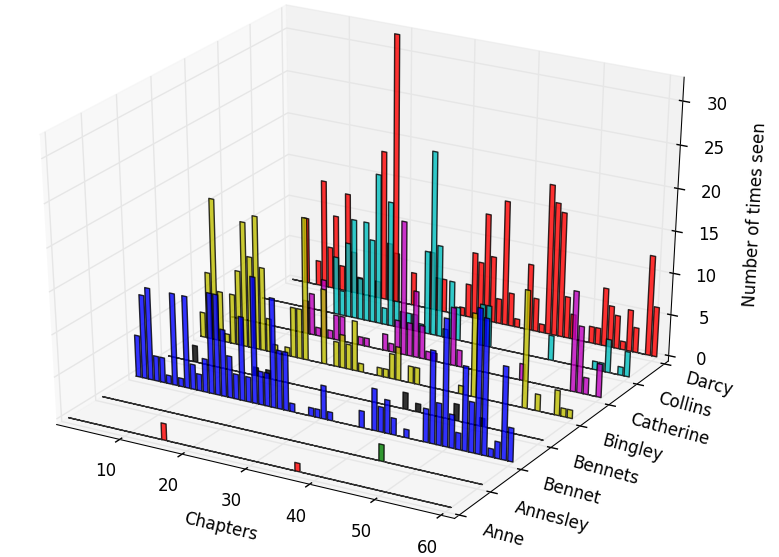 30
25
20
15
10
5
0
Number of times seen
Darcy
Collins
Catherine
Bingley
Bennets
Bennet
Annesley
Anne
10
20
30
40
50
60
Chapters